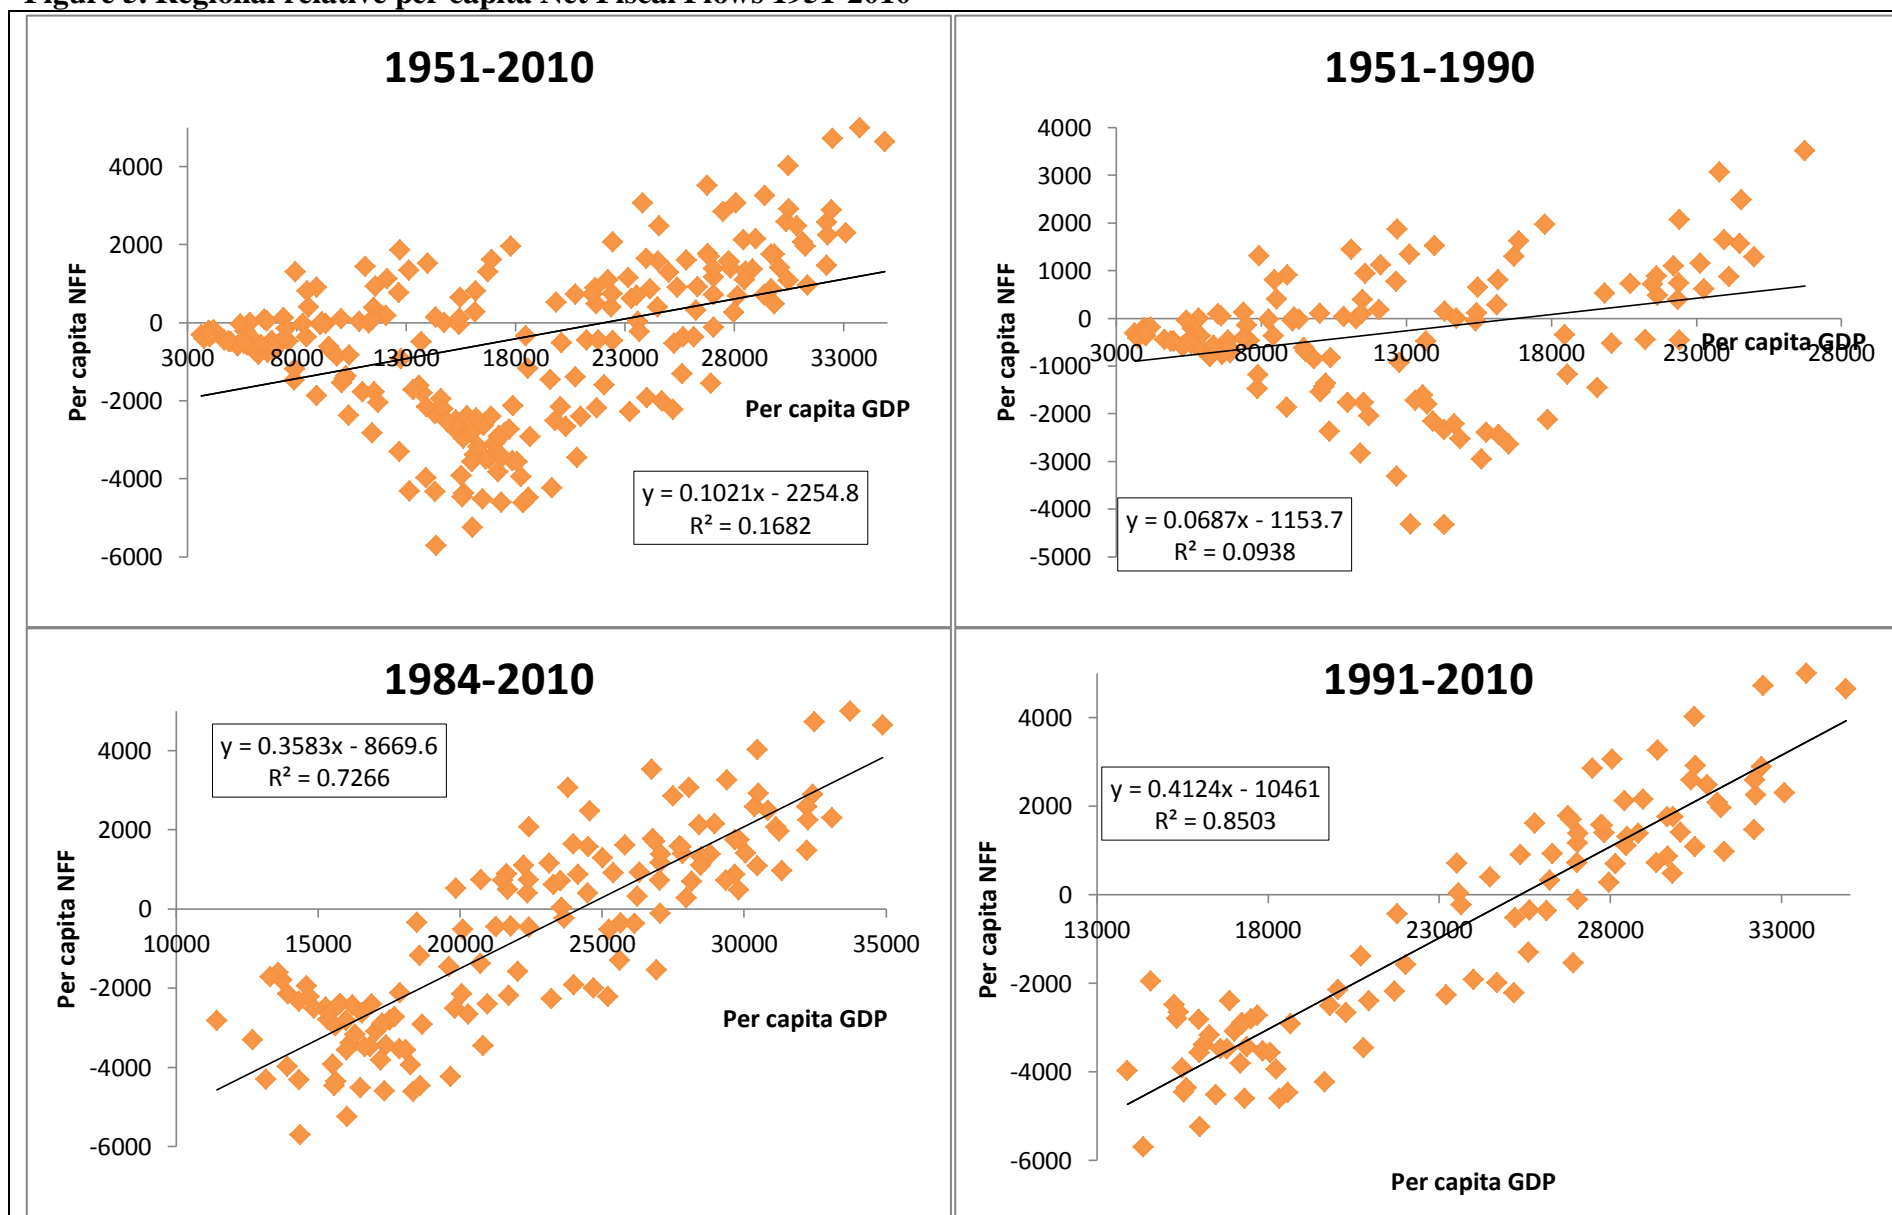 Figure 3. Regional relative per capita Net Fiscal Flows 1951-2010
1951-2010
4000
2000
0
-2000
-4000
-6000
3000 8000 13000 18000 23000 28000 33000
Per capita NFF
Per capita GDP
y = 0.1021x - 2254.8
R² = 0.1682
1951-1990
4000
3000
2000
1000
0
-1000
-2000
-3000
-4000
-5000
3000 8000 13000 18000 23000 28000
Per capita NFF
Per capita GDP
y = 0.0687x - 1153.7
R² = 0.0938
1984-2010
y = 0.3583x - 8669.6
R² = 0.7266
4000
2000
0
-2000
-4000
-6000
10000 15000 20000 25000 30000 35000
Per capita NFF
Per capita GDP
1991-2010
y = 0.4124x - 10461
R² = 0.8503
4000
2000
0
-2000
-4000
-6000
13000 18000 23000 28000 33000
Per capita NFF
Per capita GDP